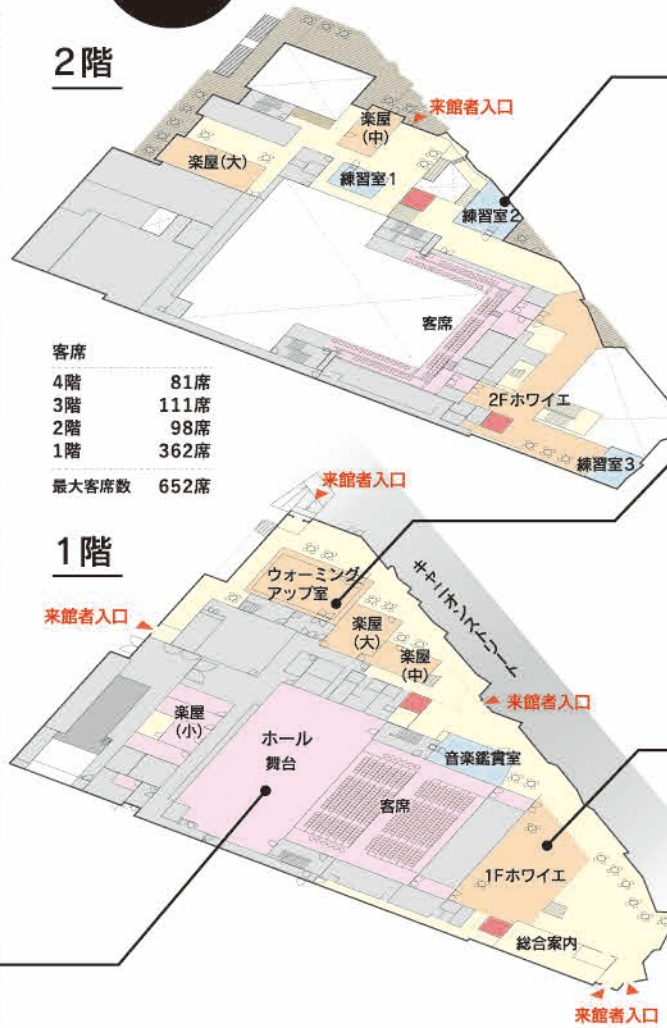 2階
来館者入口
楽屋
(中)
楽屋(大)
練習室1
練習室2
客席
2Fホワイエ
練習室3
客席
4階 81席
3階 111席
2階 98席
1階 362席
最大客席数 652席
来館者入口
1階
ウォーミング
アップ室
キャニオンストリート
来館者入口
楽屋
(大)
楽屋
(中)
来館者入口
楽屋
(小)
ホール
舞台
音楽鑑賞室
客席
1Fホワイエ
総合案内
来館者入口